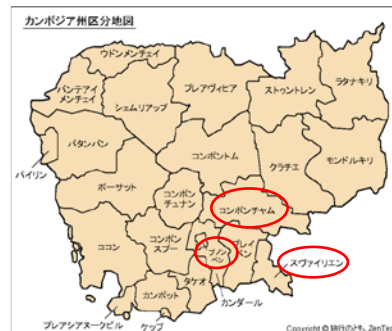 カンボジア州区分地図
ウドンメンチェイ
バンテアイ
メンチェイ
シェムリアップ
プレアヴィヒア
ストゥントレン
ラタナキリ
バタンバン
パイリン
コンポントム
クラチエ
モンドルキリ
ポーサット
コンポン
チュナン
コンポンチャム
ココン
コンポン
スプー
プノン
ペン
プレイ
ベン
スヴァイリエン
タケオ
カンポット
カンダール
プレアシアヌークビル
ケップ
Copyright © 旅行のとも、ZenTech